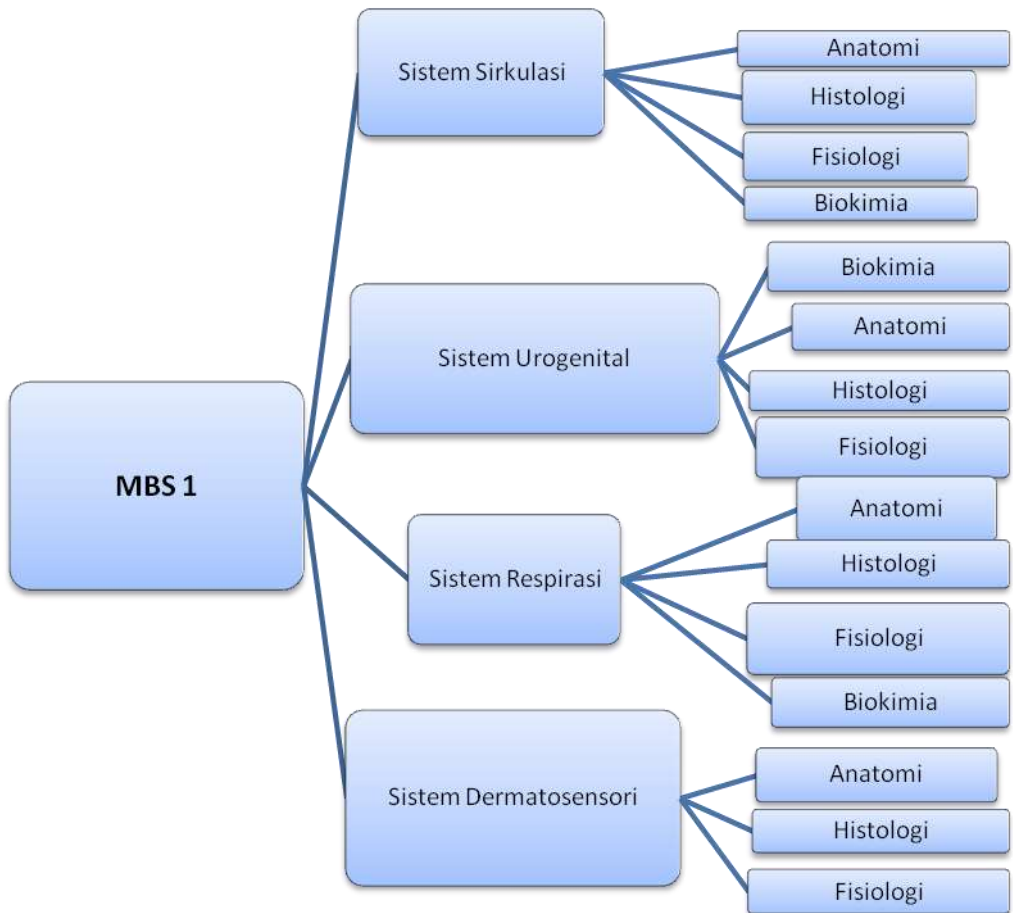 MBS 1
Sistem Sirkulasi
Anatomi
Histologi
Fisiologi
Biokimia
Sistem Urogenital
Biokimia
Anatomi
Histologi
Fisiologi
Sistem Respirasi
Anatomi
Histologi
Fisiologi
Biokimia
Sistem Dermatosensori
Anatomi
Histologi
Fisiologi